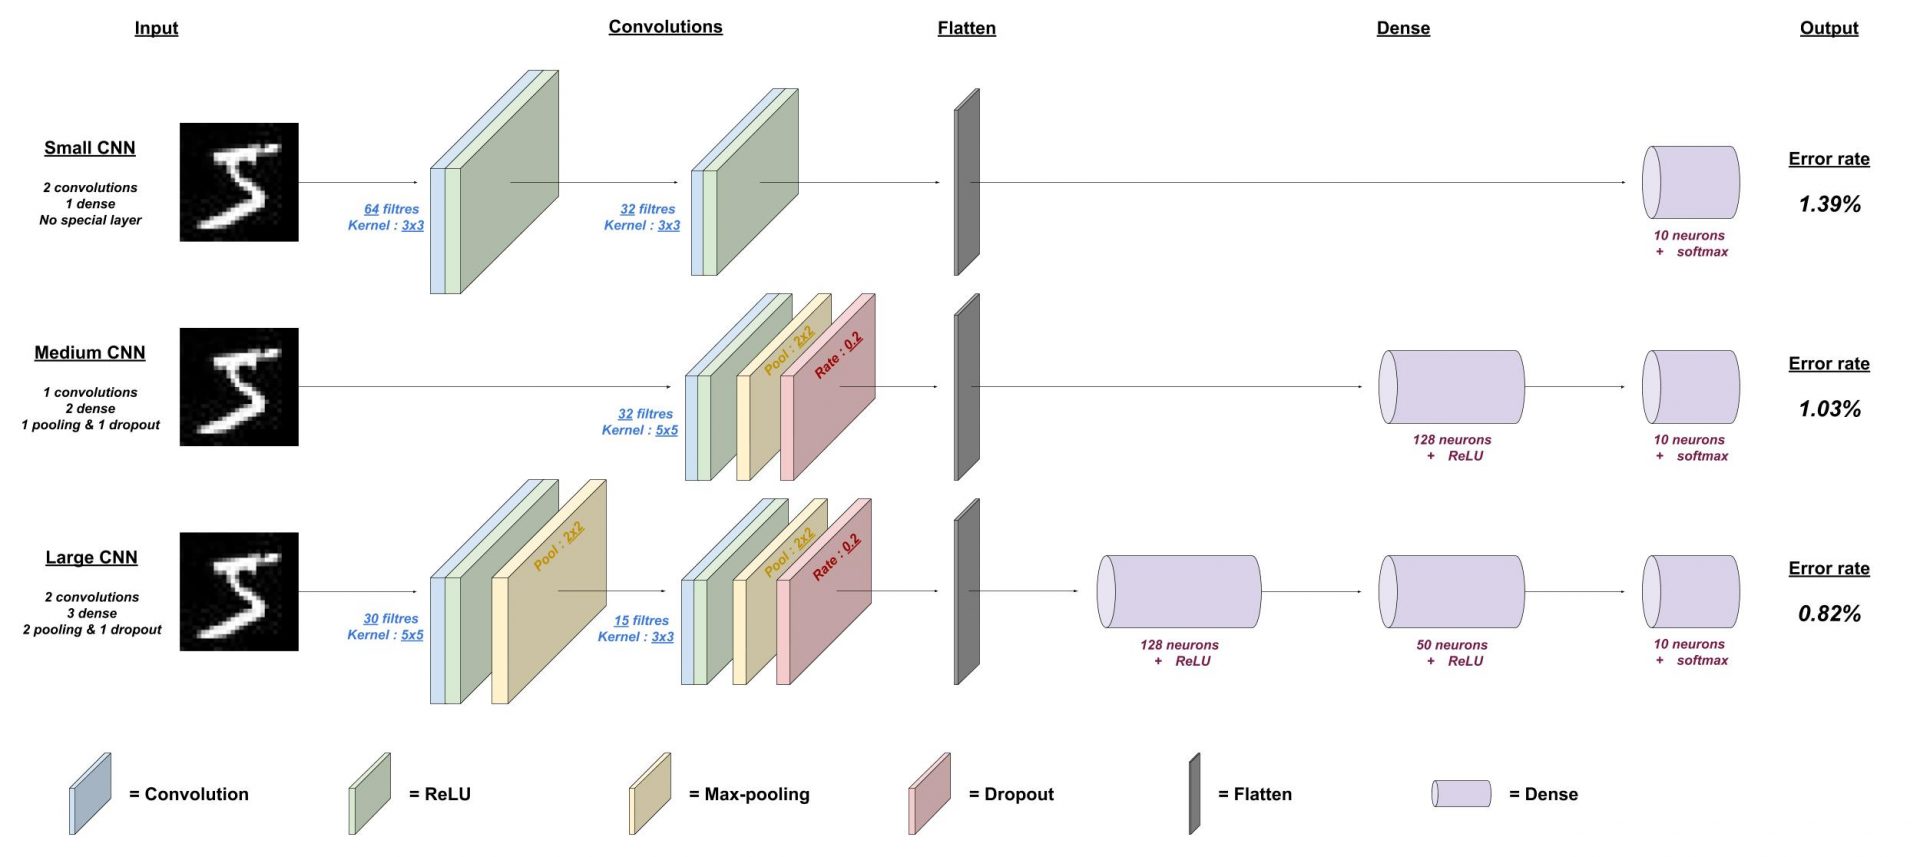 Input
Convolutions
Flatten
Dense
Output
Small CNN
2 convolutions
1 dense
No special layer
64 filtres
Kernel : 3x3
32 filtres
Kernel : 3x3
10 neurons
+ softmax
Error rate
1.39%
Medium CNN
1 convolutions
2 dense
1 pooling & 1 dropout
32 filtres
Kernel : 5x5
Pool : 2x2
Rate : 0.2
128 neurons
+ ReLU
10 neurons
+ softmax
Error rate
1.03%
Large CNN
2 convolutions
3 dense
2 pooling & 1 dropout
30 filtres
Kernel : 5x5
Pool : 2x2
15 filtres
Kernel : 3x3
Pool : 2x2
Rate : 0.2
128 neurons
+ ReLU
50 neurons
+ ReLU
10 neurons
+ softmax
Error rate
0.82%
= Convolution
= ReLU
= Max-pooling
= Dropout
= Flatten
= Dense